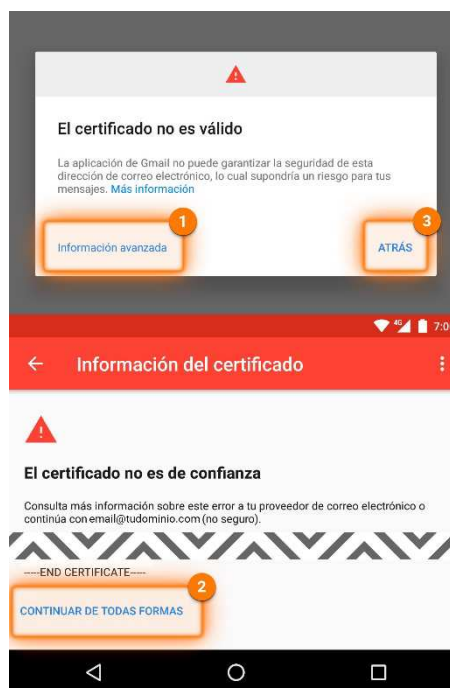 El certificado no es válido
La aplicación de Gmail no puede garantizar la seguridad de esta
dirección de correo electrónico, lo cual supondría un riesgo para tus
mensajes. Más información
1
3
Información avanzada
ATRÁS
4G 7:0
Información del certificado
El certificado no es de confianza
Consulta más información sobre este error a tu proveedor de correo electrónico o
continúa con email@tudominio.com (no seguro).
-----END CERTIFICATE-----
2
CONTINUAR DE TODAS FORMAS